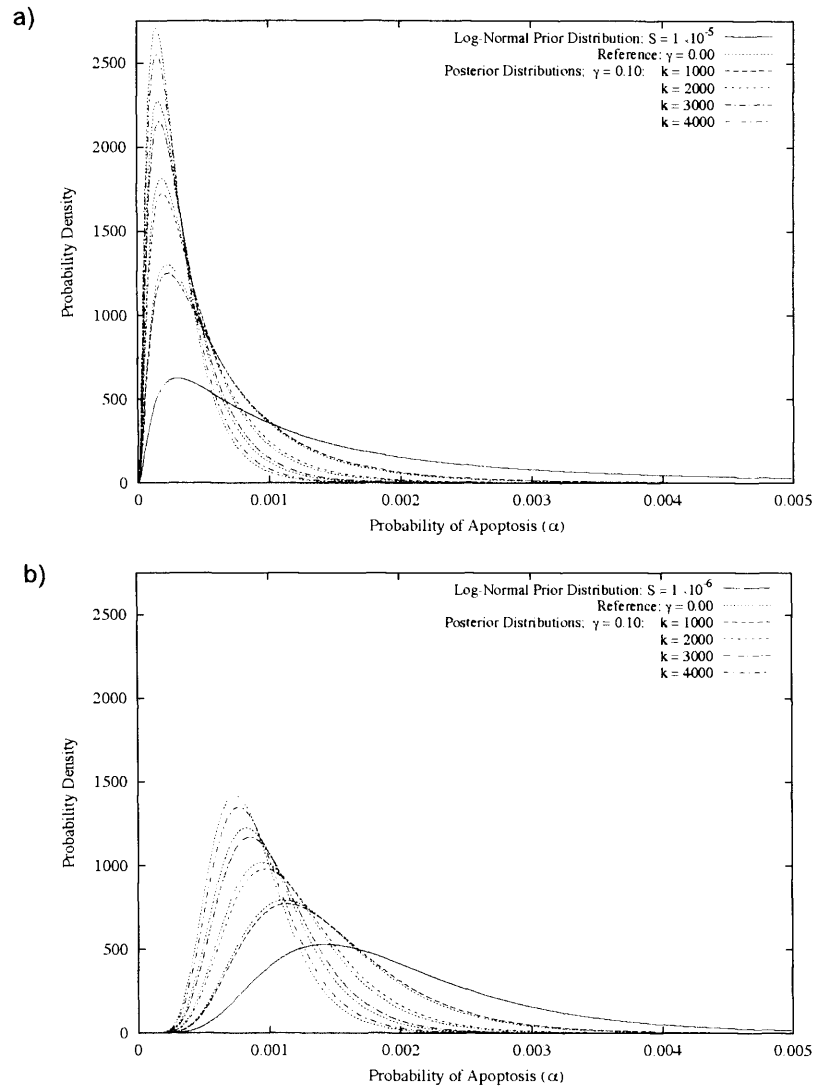 a)
Log-Normal Prior Distribution: S = 1 .10^-5
Reference: γ = 0.00
Posterior Distributions; γ = 0.10: k = 1000
k = 2000
k = 3000
k = 4000
2500
2000
1500
1000
500
0
Probability Density
0 0.001 0.002 0.003 0.004 0.005
Probability of Apoptosis (α)
b)
Log-Normal Prior Distribution: S = 1 .10^-6
Reference: γ = 0.00
Posterior Distributions; γ = 0.10: k = 1000
k = 2000
k = 3000
k = 4000
2500
2000
1500
1000
500
0
Probability Density
0 0.001 0.002 0.003 0.004 0.005
Probability of Apoptosis (α)